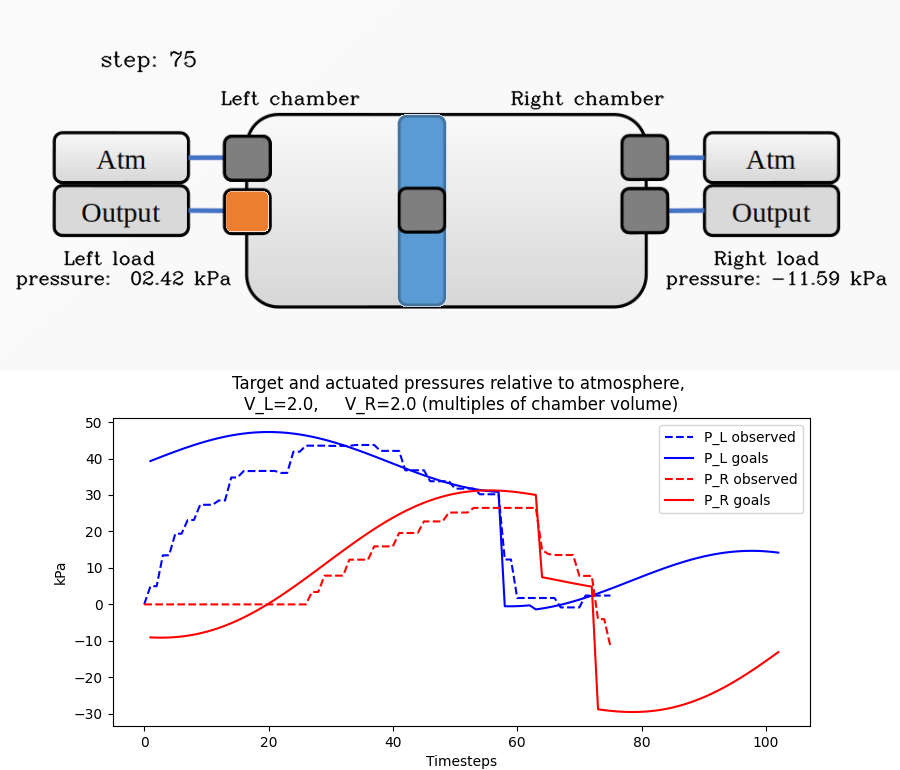 step: 75
Left chamber
Right chamber
Atm
Atm
Output
Output
Left load
pressure: 02.42 kPa
Right load
pressure: −11.59 kPa
Target and actuated pressures relative to atmosphere,
V_L=2.0, V_R=2.0 (multiples of chamber volume)
50
40
30
20
10
0
−10
−20
−30
kPa
P_L observed
P_L goals
P_R observed
P_R goals
0
20
40
60
80
100
Timesteps